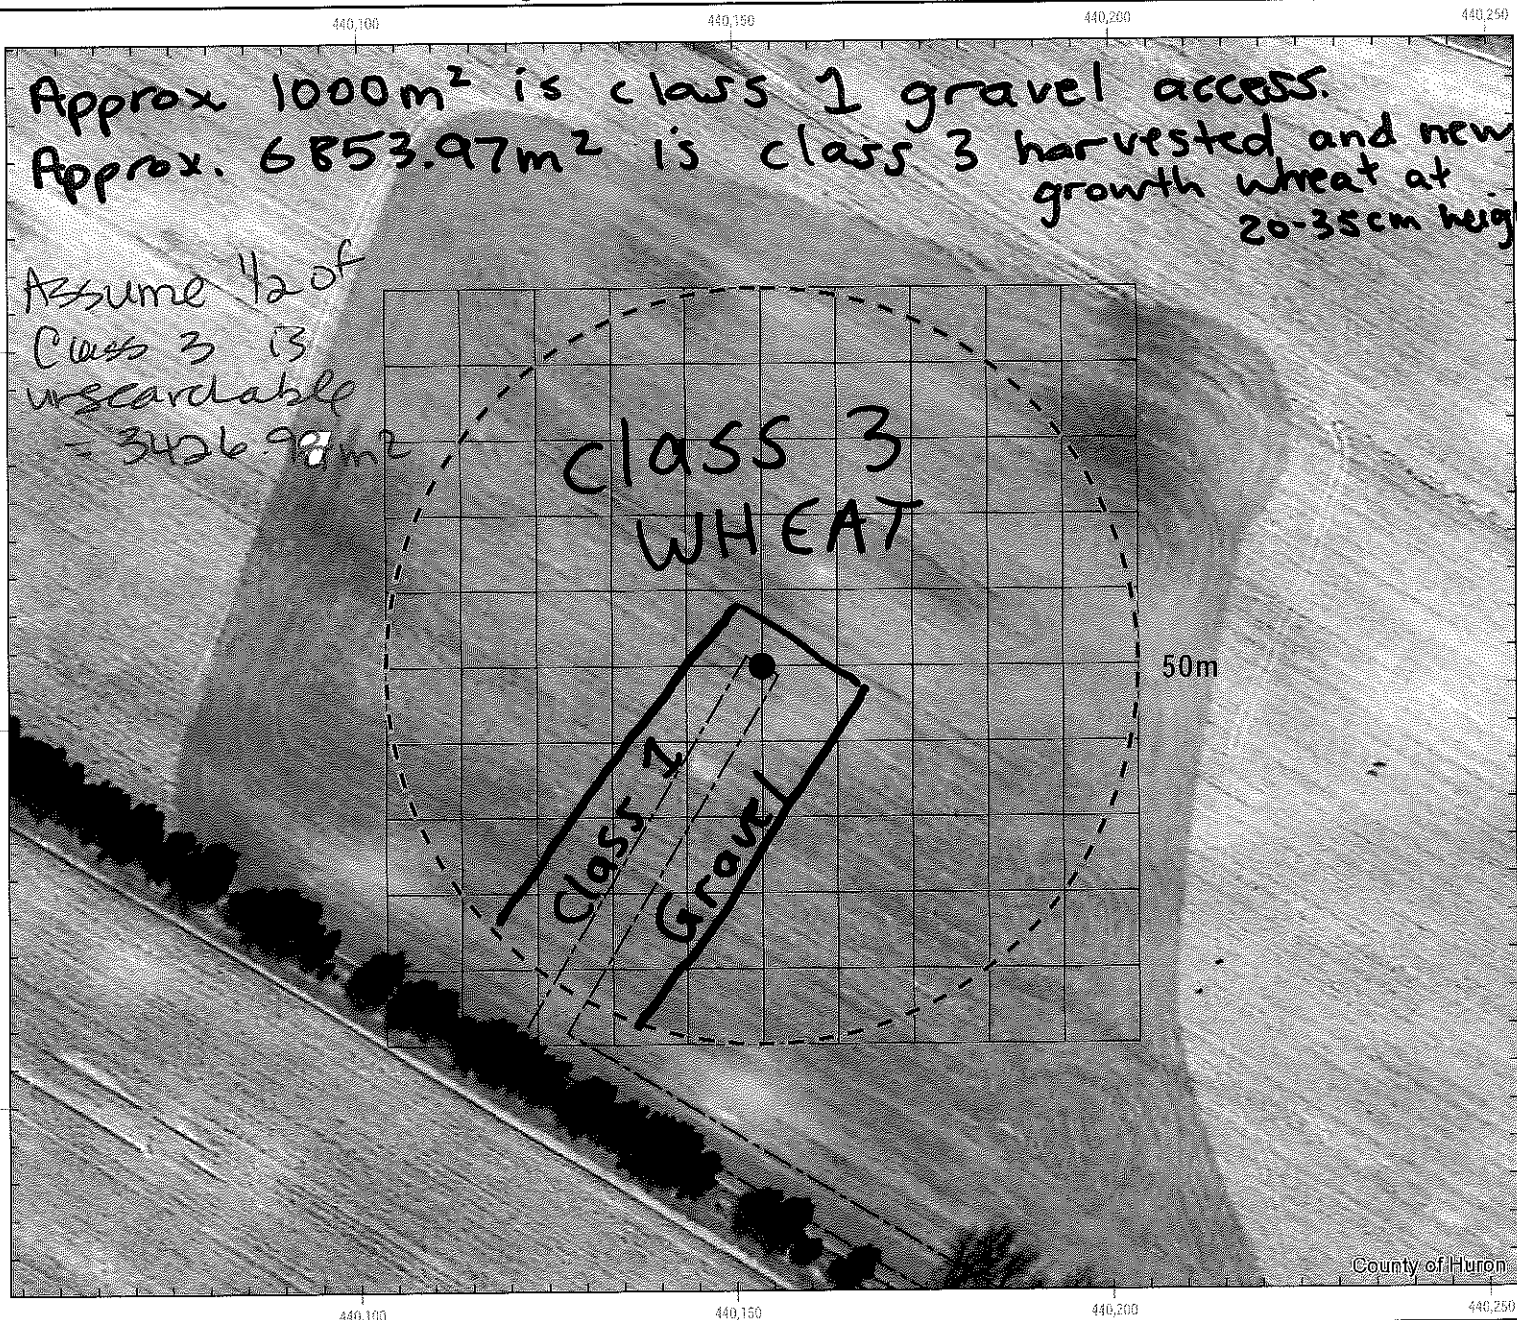 440,100 440,150 440,200 440,250
Approx 1000m² is class 1 gravel access.
Approx. 6853.97m² is class 3 harvested and new
growth wheat at
20-35cm heig
Assume 1/2 of
Class 3 is
unsearchable
= 3426.98m²
Class 3
WHEAT
50m
Class 1
Gravel
County of Huron
440,100 440,150 440,200 440,250